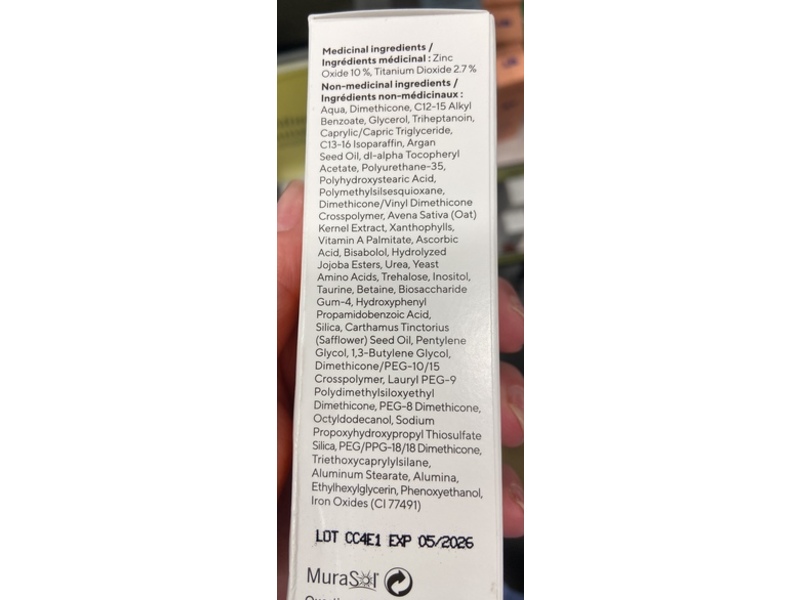 Medicinal ingredients /
Ingrédients médicinal : Zinc
Oxide 10 %, Titanium Dioxide 2.7 %
Non-medicinal ingredients /
Ingrédients non-médicinaux :
Aqua, Dimethicone, C12-15 Alkyl
Benzoate, Glycerol, Triheptanoin,
Caprylic/Capric Triglyceride,
C13-16 Isoparaffin, Argan
Seed Oil, dl-alpha Tocopheryl
Acetate, Polyurethane-35,
Polyhydroxystearic Acid,
Polymethylsilsesquioxane,
Dimethicone/Vinyl Dimethicone
Crosspolymer, Avena Sativa (Oat)
Kernel Extract, Xanthophylls,
Vitamin A Palmitate, Ascorbic
Acid, Bisabolol, Hydrolyzed
Jojoba Esters, Urea, Yeast
Amino Acids, Trehalose, Inositol,
Taurine, Betaine, Biosaccharide
Gum-4, Hydroxyphenyl
Propamidobenzoic Acid,
Silica, Carthamus Tinctorius
(Safflower) Seed Oil, Pentylene
Glycol, 1,3-Butylene Glycol,
Dimethicone/PEG-10/15
Crosspolymer, Lauryl PEG-9
Polydimethylsiloxyethyl
Dimethicone, PEG-8 Dimethicone,
Octyldodecanol, Sodium
Propoxyhydroxypropyl Thiosulfate
Silica, PEG/PPG-18/18 Dimethicone,
Triethoxycaprylylsilane,
Aluminum Stearate, Alumina,
Ethylhexylglycerin, Phenoxyethanol,
Iron Oxides (CI 77491)
LOT CC4E1 EXP 05/2026
MuraSol